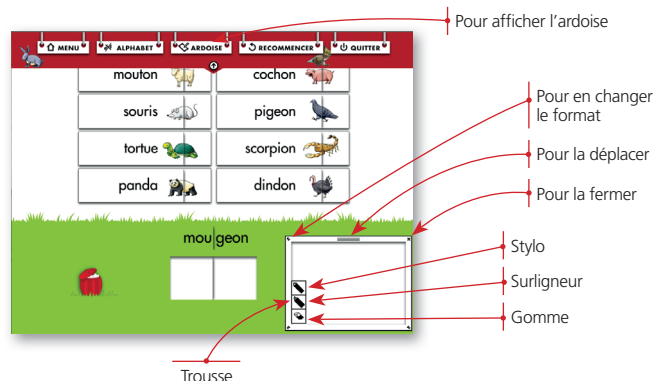 Pour afficher l'ardoise
MENU ALPHABET ARDOISE RECOMMENCER QUITTER
mouton cochon
souris pigeon
tortue scorpion
panda dindon
mou geon
Pour en changer
le format
Pour la déplacer
Pour la fermer
Stylo
Surligneur
Gomme
Trousse